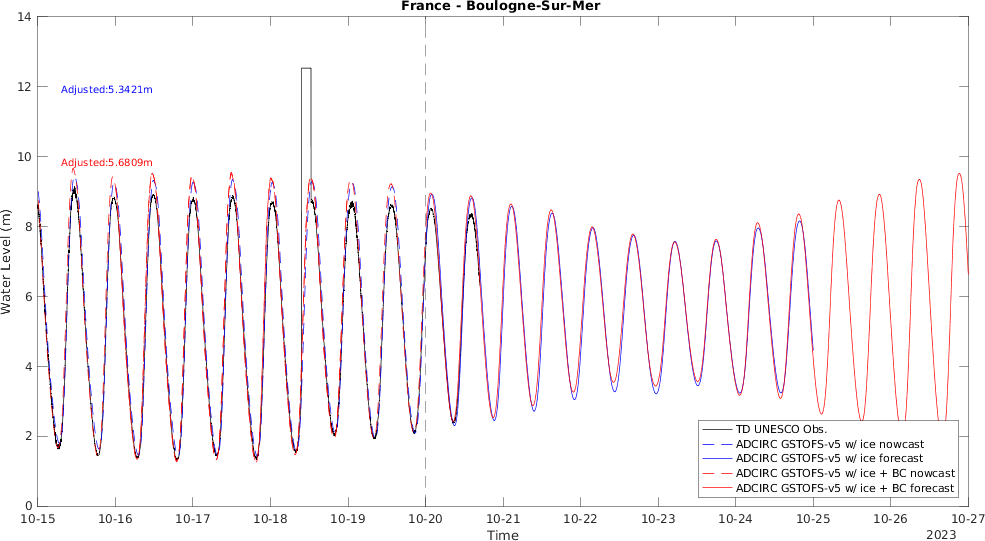 France - Boulogne-Sur-Mer
14
12
10
8
6
4
2
0
Water Level (m)
Adjusted:5.3421m
Adjusted:5.6809m
TD UNESCO Obs.
ADCIRC GSTOFS-v5 w/ ice nowcast
ADCIRC GSTOFS-v5 w/ ice forecast
ADCIRC GSTOFS-v5 w/ ice + BC nowcast
ADCIRC GSTOFS-v5 w/ ice + BC forecast
10-15 10-16 10-17 10-18 10-19 10-20 10-21 10-22 10-23 10-24 10-25 10-26 10-27
Time
2023